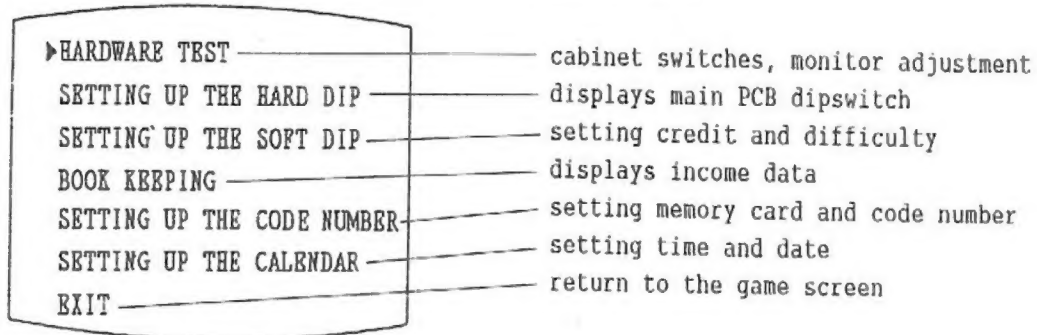 ▶HARDWARE TEST cabinet switches, monitor adjustment
SETTING UP THE HARD DIP displays main PCB dipswitch
SETTING UP THE SOFT DIP setting credit and difficulty
BOOK KEEPING displays income data
SETTING UP THE CODE NUMBER setting memory card and code number
SETTING UP THE CALENDAR setting time and date
EXIT return to the game screen